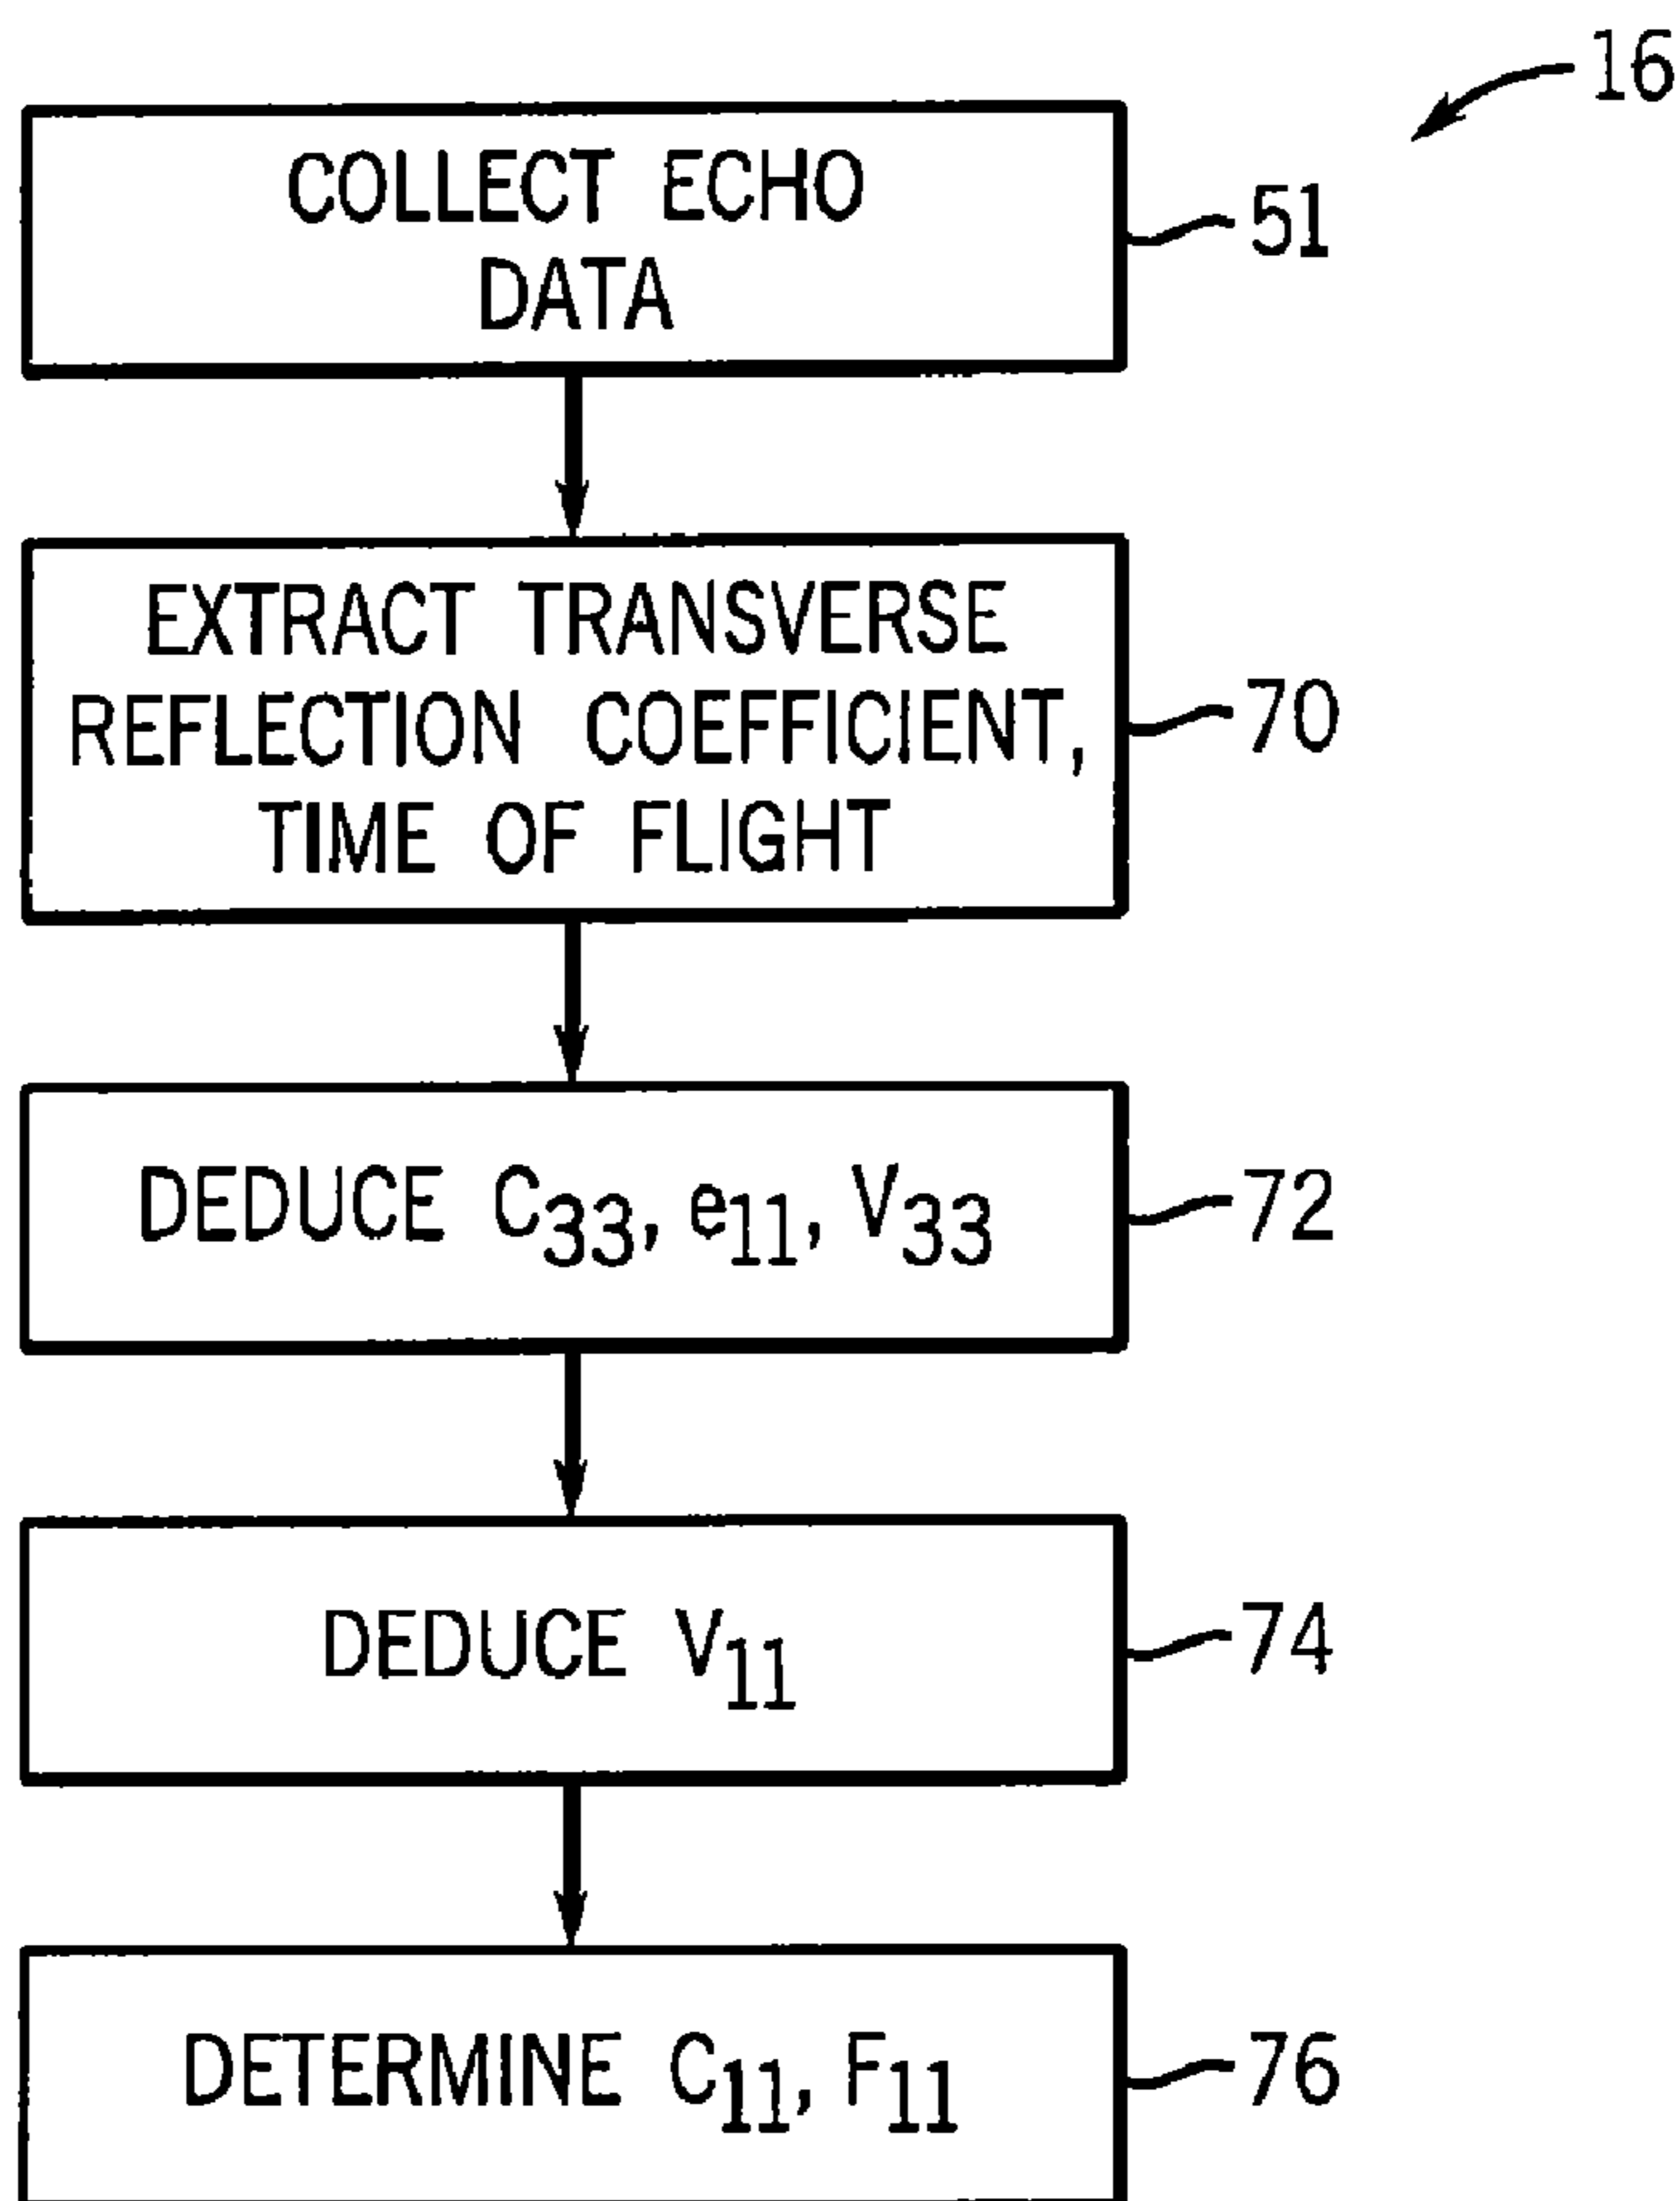 16
COLLECT ECHO
DATA
51
EXTRACT TRANSVERSE
REFLECTION COEFFICIENT,
TIME OF FLIGHT
70
DEDUCE C₃₃, e₁₁, V₃₃
72
DEDUCE V₁₁
74
DETERMINE C₁₁, F₁₁
76